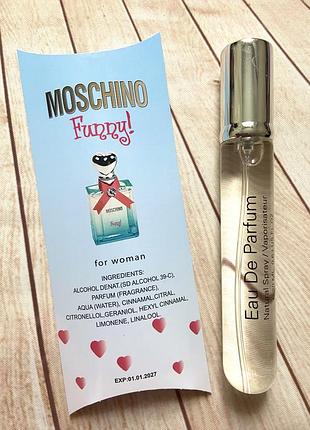 MOSCHINO
Funny!
MOSCHINO
Funny!
for woman
INGREDIENTS:
ALCOHOL DENAT.(SD ALCOHOL 39-C),
PARFUM (FRAGRANCE),
AQUA (WATER), CINNAMAL,CITRAL,
CITRONELLOL,GERANIOL, HEXYL CINNAMAL,
LIMONENE, LINALOOL.
EXP:01.01.2027
Eau De Parfum
Natural Spray / Vaporisateur